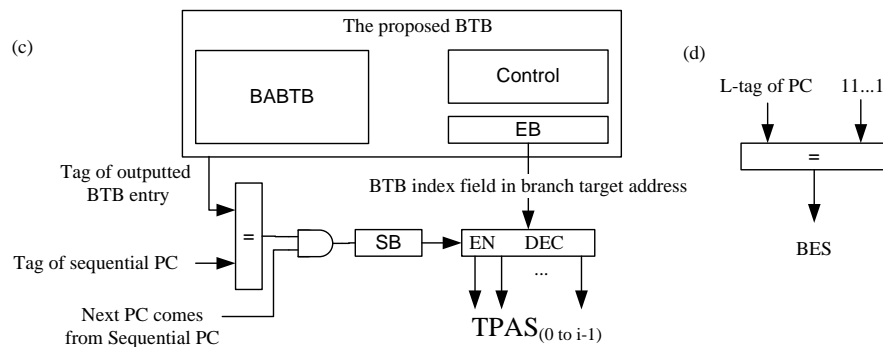 (c)
The proposed BTB
BABTB
Control
EB
Tag of outputted
BTB entry
BTB index field in branch target address
=
SB
EN DEC
...
Tag of sequential PC
Next PC comes
from Sequential PC
TPAS(0 to i-1)
(d)
L-tag of PC
11...1
=
BES